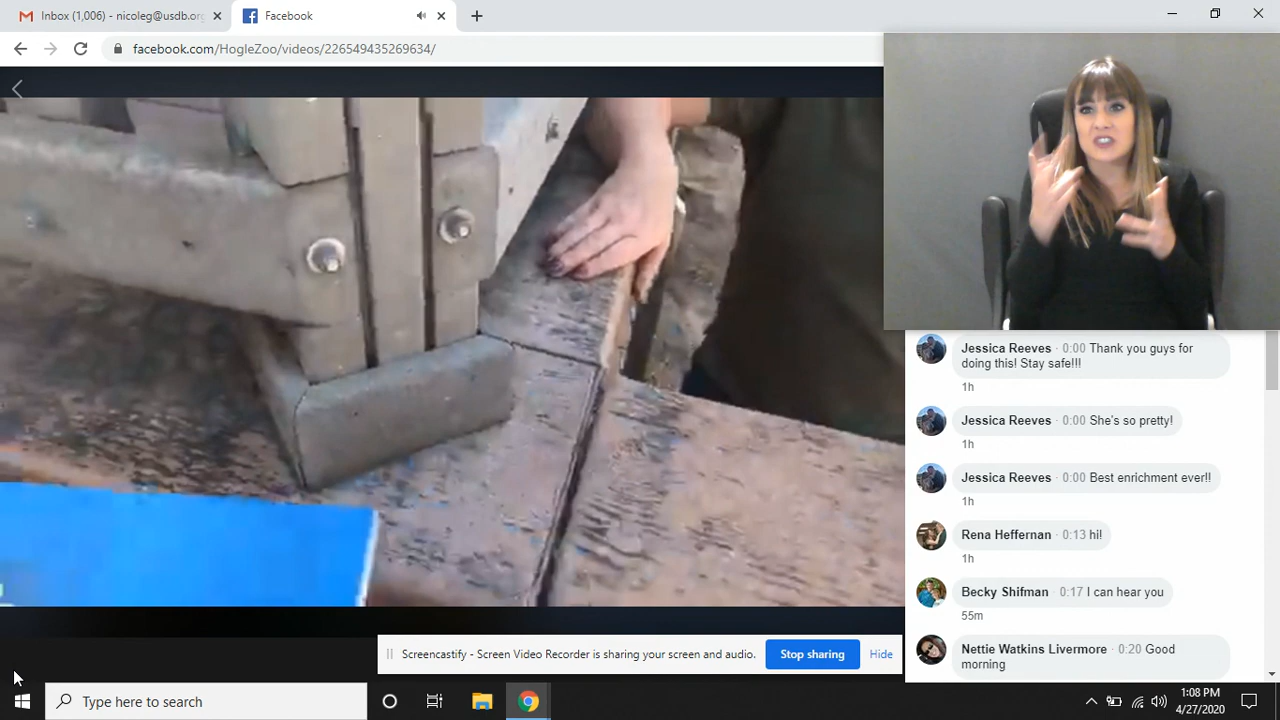 Inbox (1,006) - nicoleg@usdb.org
Facebook
facebook.com/HogleZoo/videos/226549435269634/
Jessica Reeves · 0:00 Thank you guys for
doing this! Stay safe!!!
1h
Jessica Reeves · 0:00 She's so pretty!
1h
Jessica Reeves · 0:00 Best enrichment ever!!
1h
Rena Heffernan · 0:13 hi!
1h
Becky Shifman · 0:17 I can hear you
55m
Nettie Watkins Livermore · 0:20 Good
morning
Screencastify - Screen Video Recorder is sharing your screen and audio.
Stop sharing
Hide
Type here to search
1:08 PM
4/27/2020